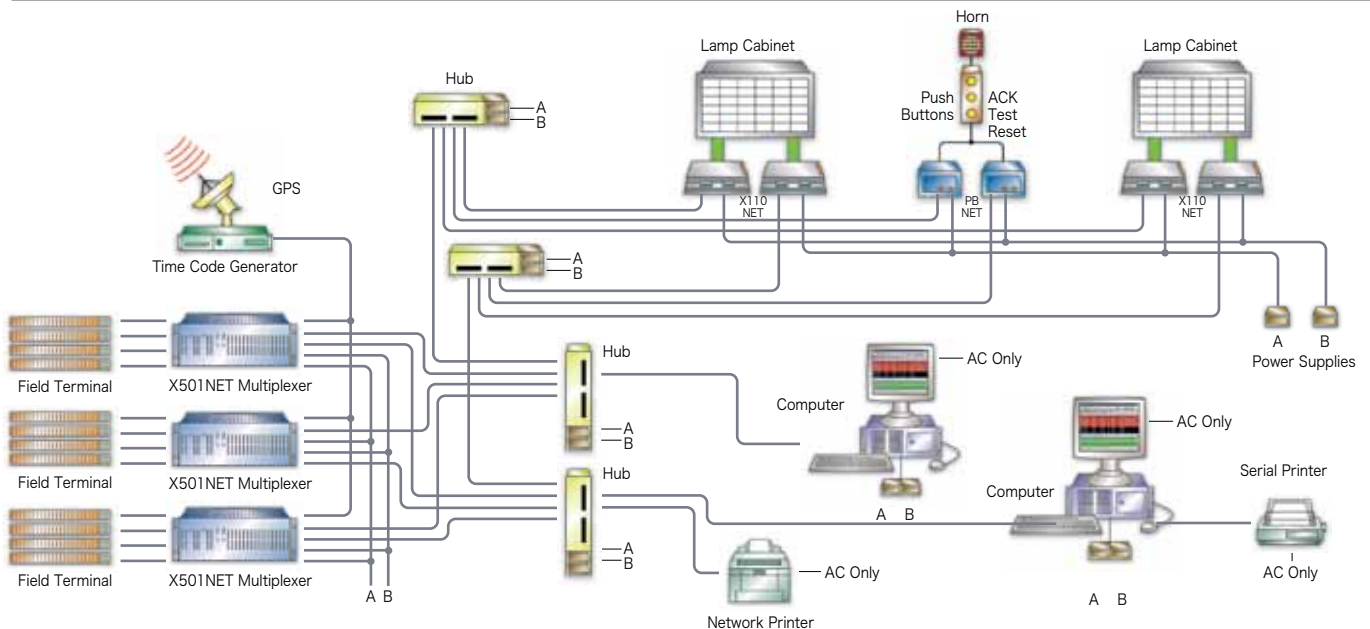 Horn
Lamp Cabinet
Lamp Cabinet
Hub
A
B
Push
Buttons
ACK
Test
Reset
GPS
X110
NET
PB
NET
X110
NET
Time Code Generator
A
B
Field Terminal
X501NET Multiplexer
Hub
AC Only
A
B
Power Supplies
Computer
AC Only
A
B
Field Terminal
X501NET Multiplexer
Hub
Computer
Serial Printer
A B
A
B
AC Only
AC Only
Field Terminal
X501NET Multiplexer
A B
A B
Network Printer